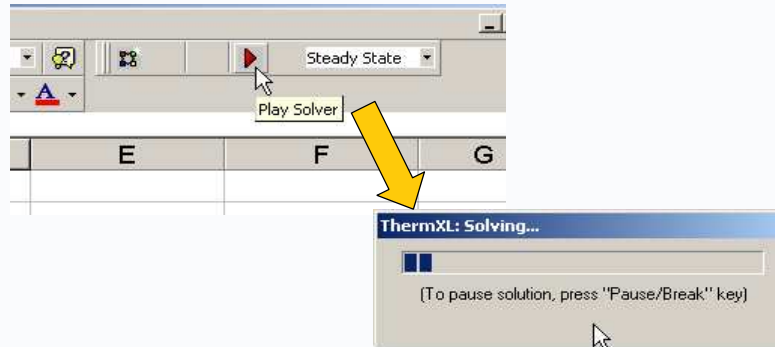 Steady State
A
Play Solver
E F G
ThermXL: Solving...
(To pause solution, press "Pause/Break" key)